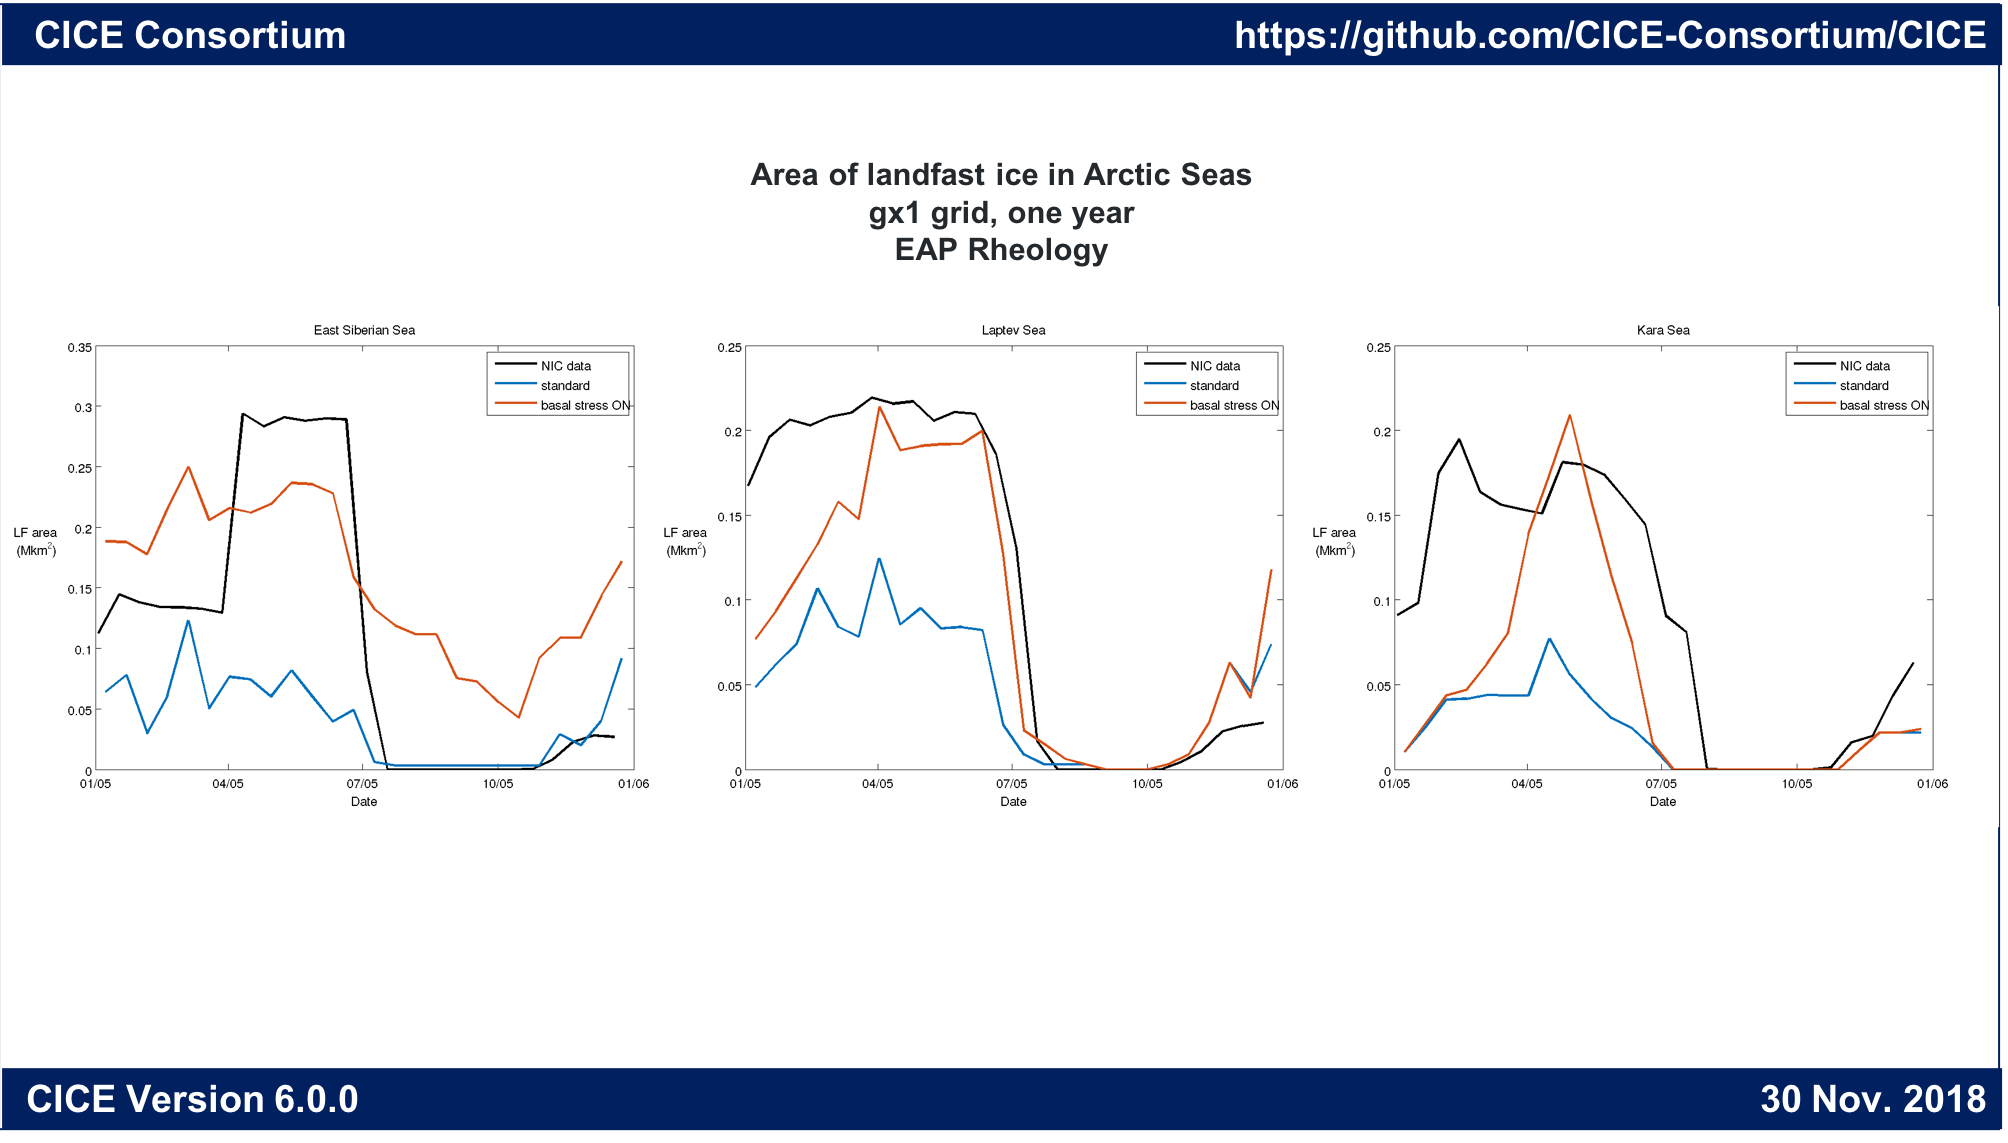 CICE Consortium
https://github.com/CICE-Consortium/CICE
Area of landfast ice in Arctic Seas
gx1 grid, one year
EAP Rheology
East Siberian Sea
0.35
0.3
0.25
0.2
0.15
0.1
0.05
0
LF area
(Mkm²)
NIC data
standard
basal stress ON
01/05 04/05 07/05 10/05 01/06
Date
Laptev Sea
0.25
0.2
0.15
0.1
0.05
0
LF area
(Mkm²)
NIC data
standard
basal stress ON
01/05 04/05 07/05 10/05 01/06
Date
Kara Sea
0.25
0.2
0.15
0.1
0.05
0
LF area
(Mkm²)
NIC data
standard
basal stress ON
01/05 04/05 07/05 10/05 01/06
Date
CICE Version 6.0.0
30 Nov. 2018